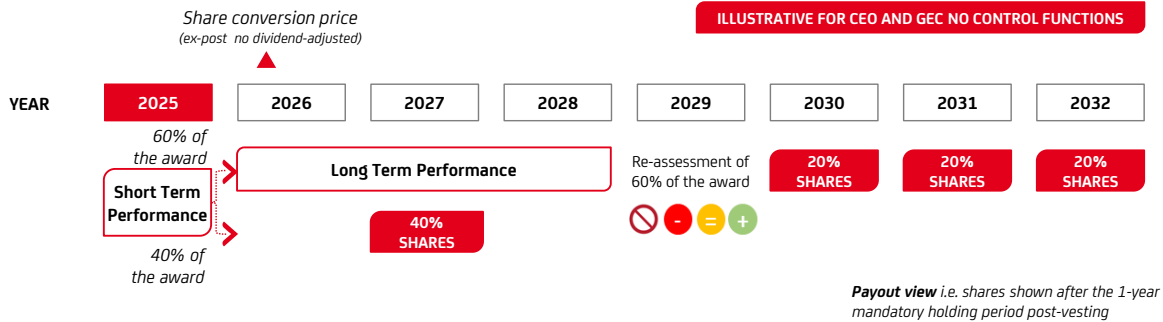 Share conversion price
(ex-post no dividend-adjusted)
ILLUSTRATIVE FOR CEO AND GEC NO CONTROL FUNCTIONS
YEAR 2025 2026 2027 2028 2029 2030 2031 2032
60% of
the award
Short Term
Performance
40% of
the award
Long Term Performance
40%
SHARES
Re-assessment of
60% of the award
- = +
20%
SHARES
20%
SHARES
20%
SHARES
Payout view i.e. shares shown after the 1-year
mandatory holding period post-vesting